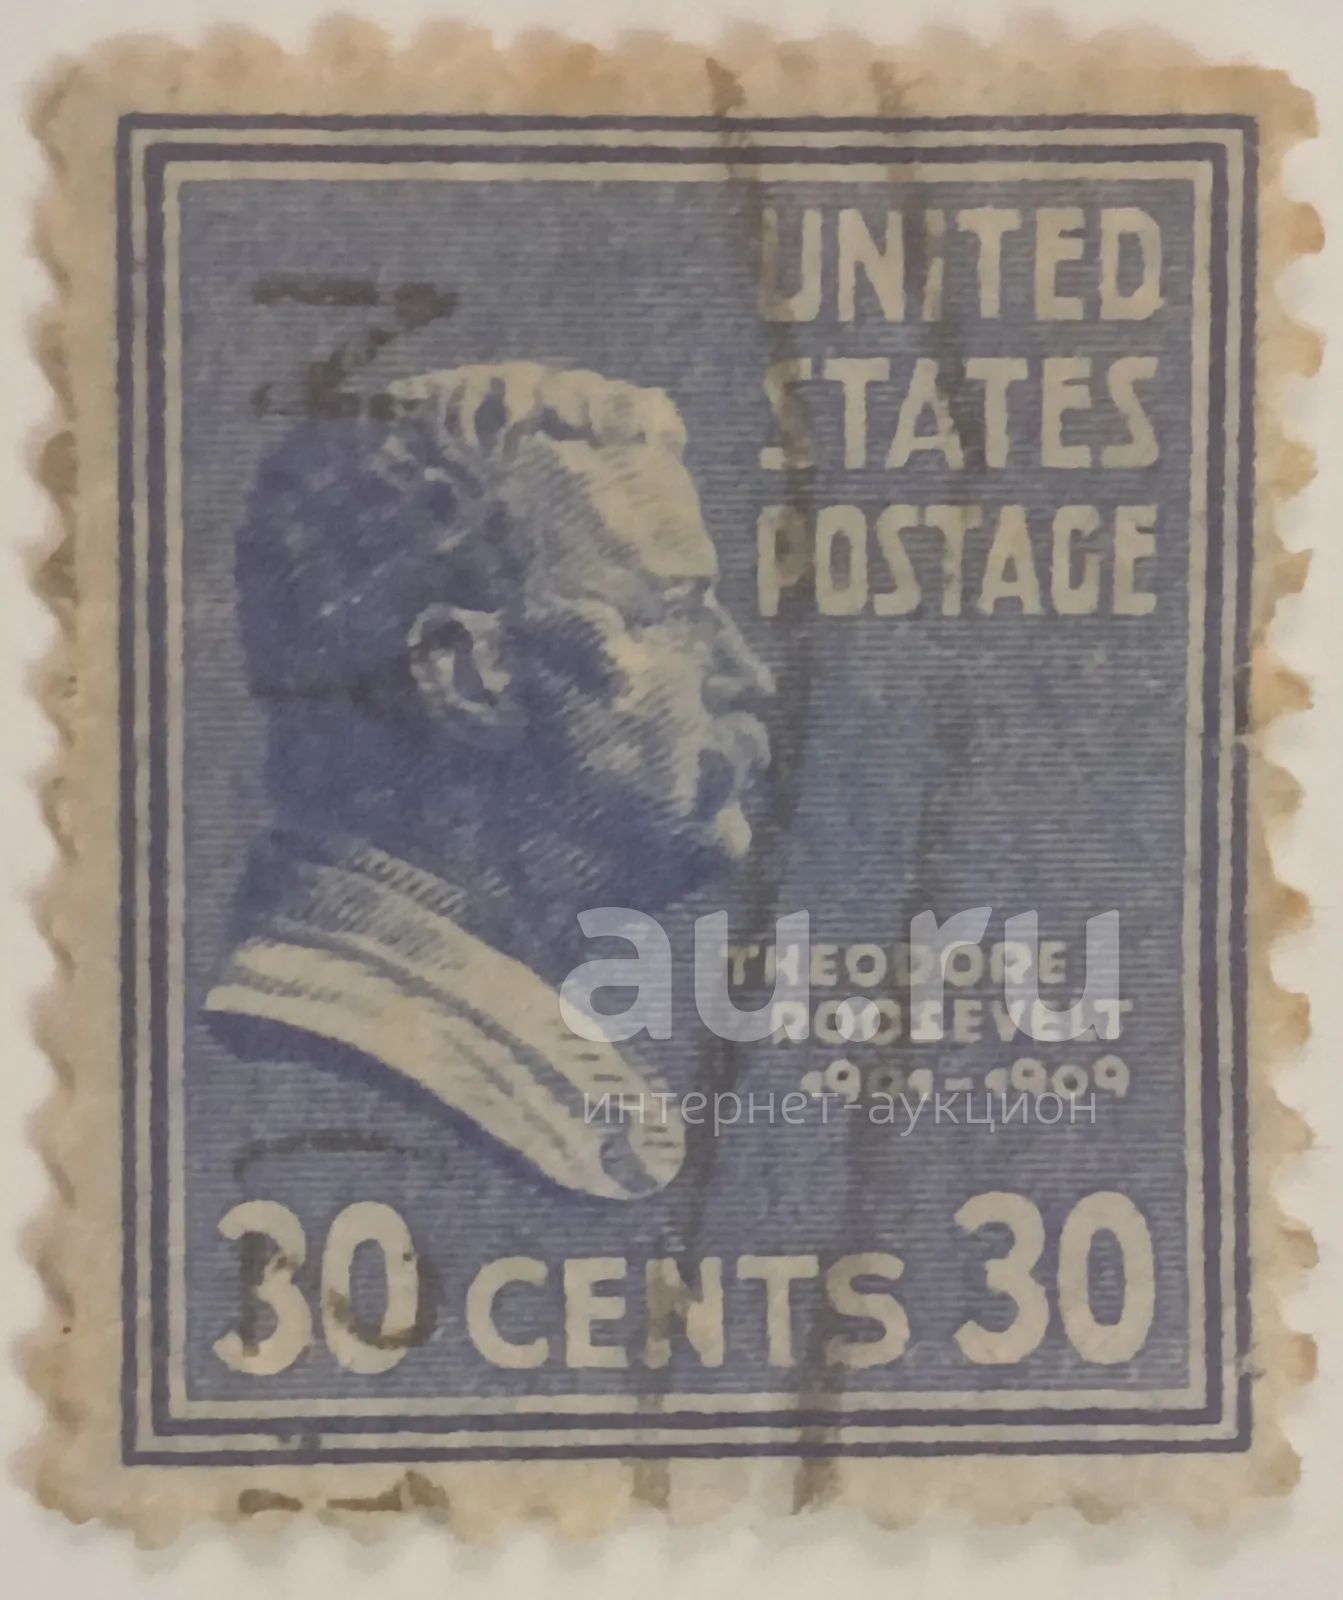 UNITED
STATES
POSTAGE
au.ru
THEODORE
ROOSEVELT
1901-1909
интернет-аукцион
30 CENTS 30